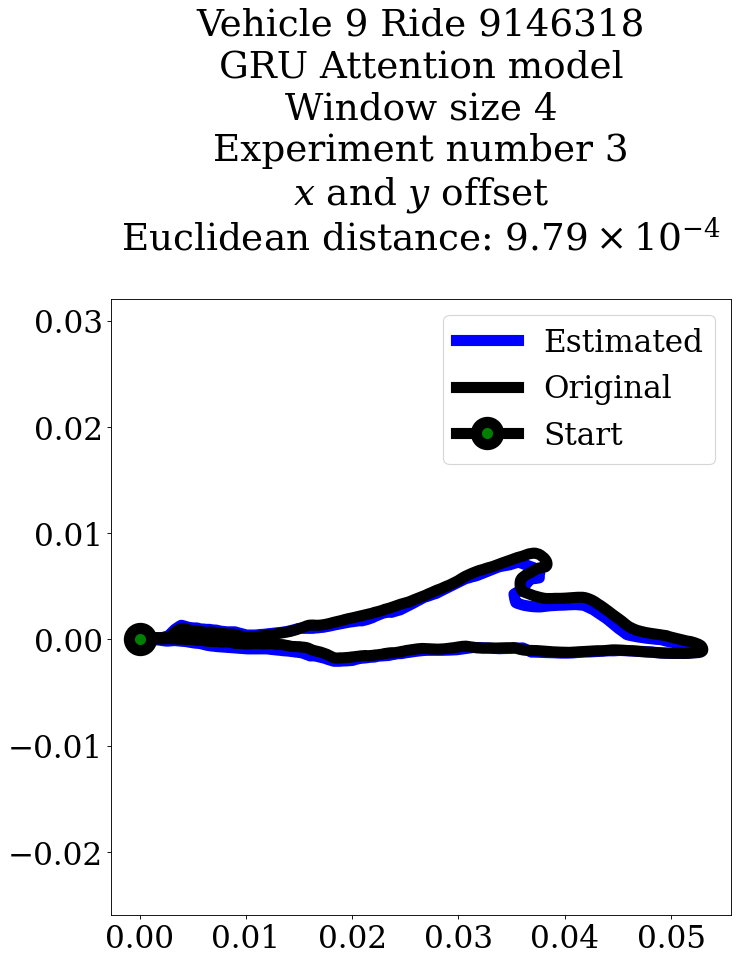 Vehicle 9 Ride 9146318
GRU Attention model
Window size 4
Experiment number 3
x and y offset
Euclidean distance: 9.79 × 10⁻⁴
Estimated
Original
Start
0.03
0.02
0.01
0.00
−0.01
−0.02
0.00 0.01 0.02 0.03 0.04 0.05